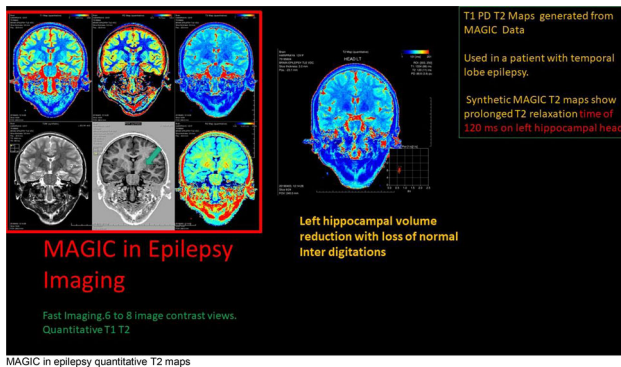 T1 PD T2 Maps generated from
MAGIC Data
Used in a patient with temporal
lobe epilepsy.
Synthetic MAGIC T2 maps show
prolonged T2 relaxation time of
120 ms on left hippocampal head
HEAD LT
Left hippocampal volume
reduction with loss of normal
Inter digitations
MAGIC in Epilepsy
Imaging
Fast Imaging.6 to 8 image contrast views.
Quantitative T1 T2
MAGIC in epilepsy quantitative T2 maps